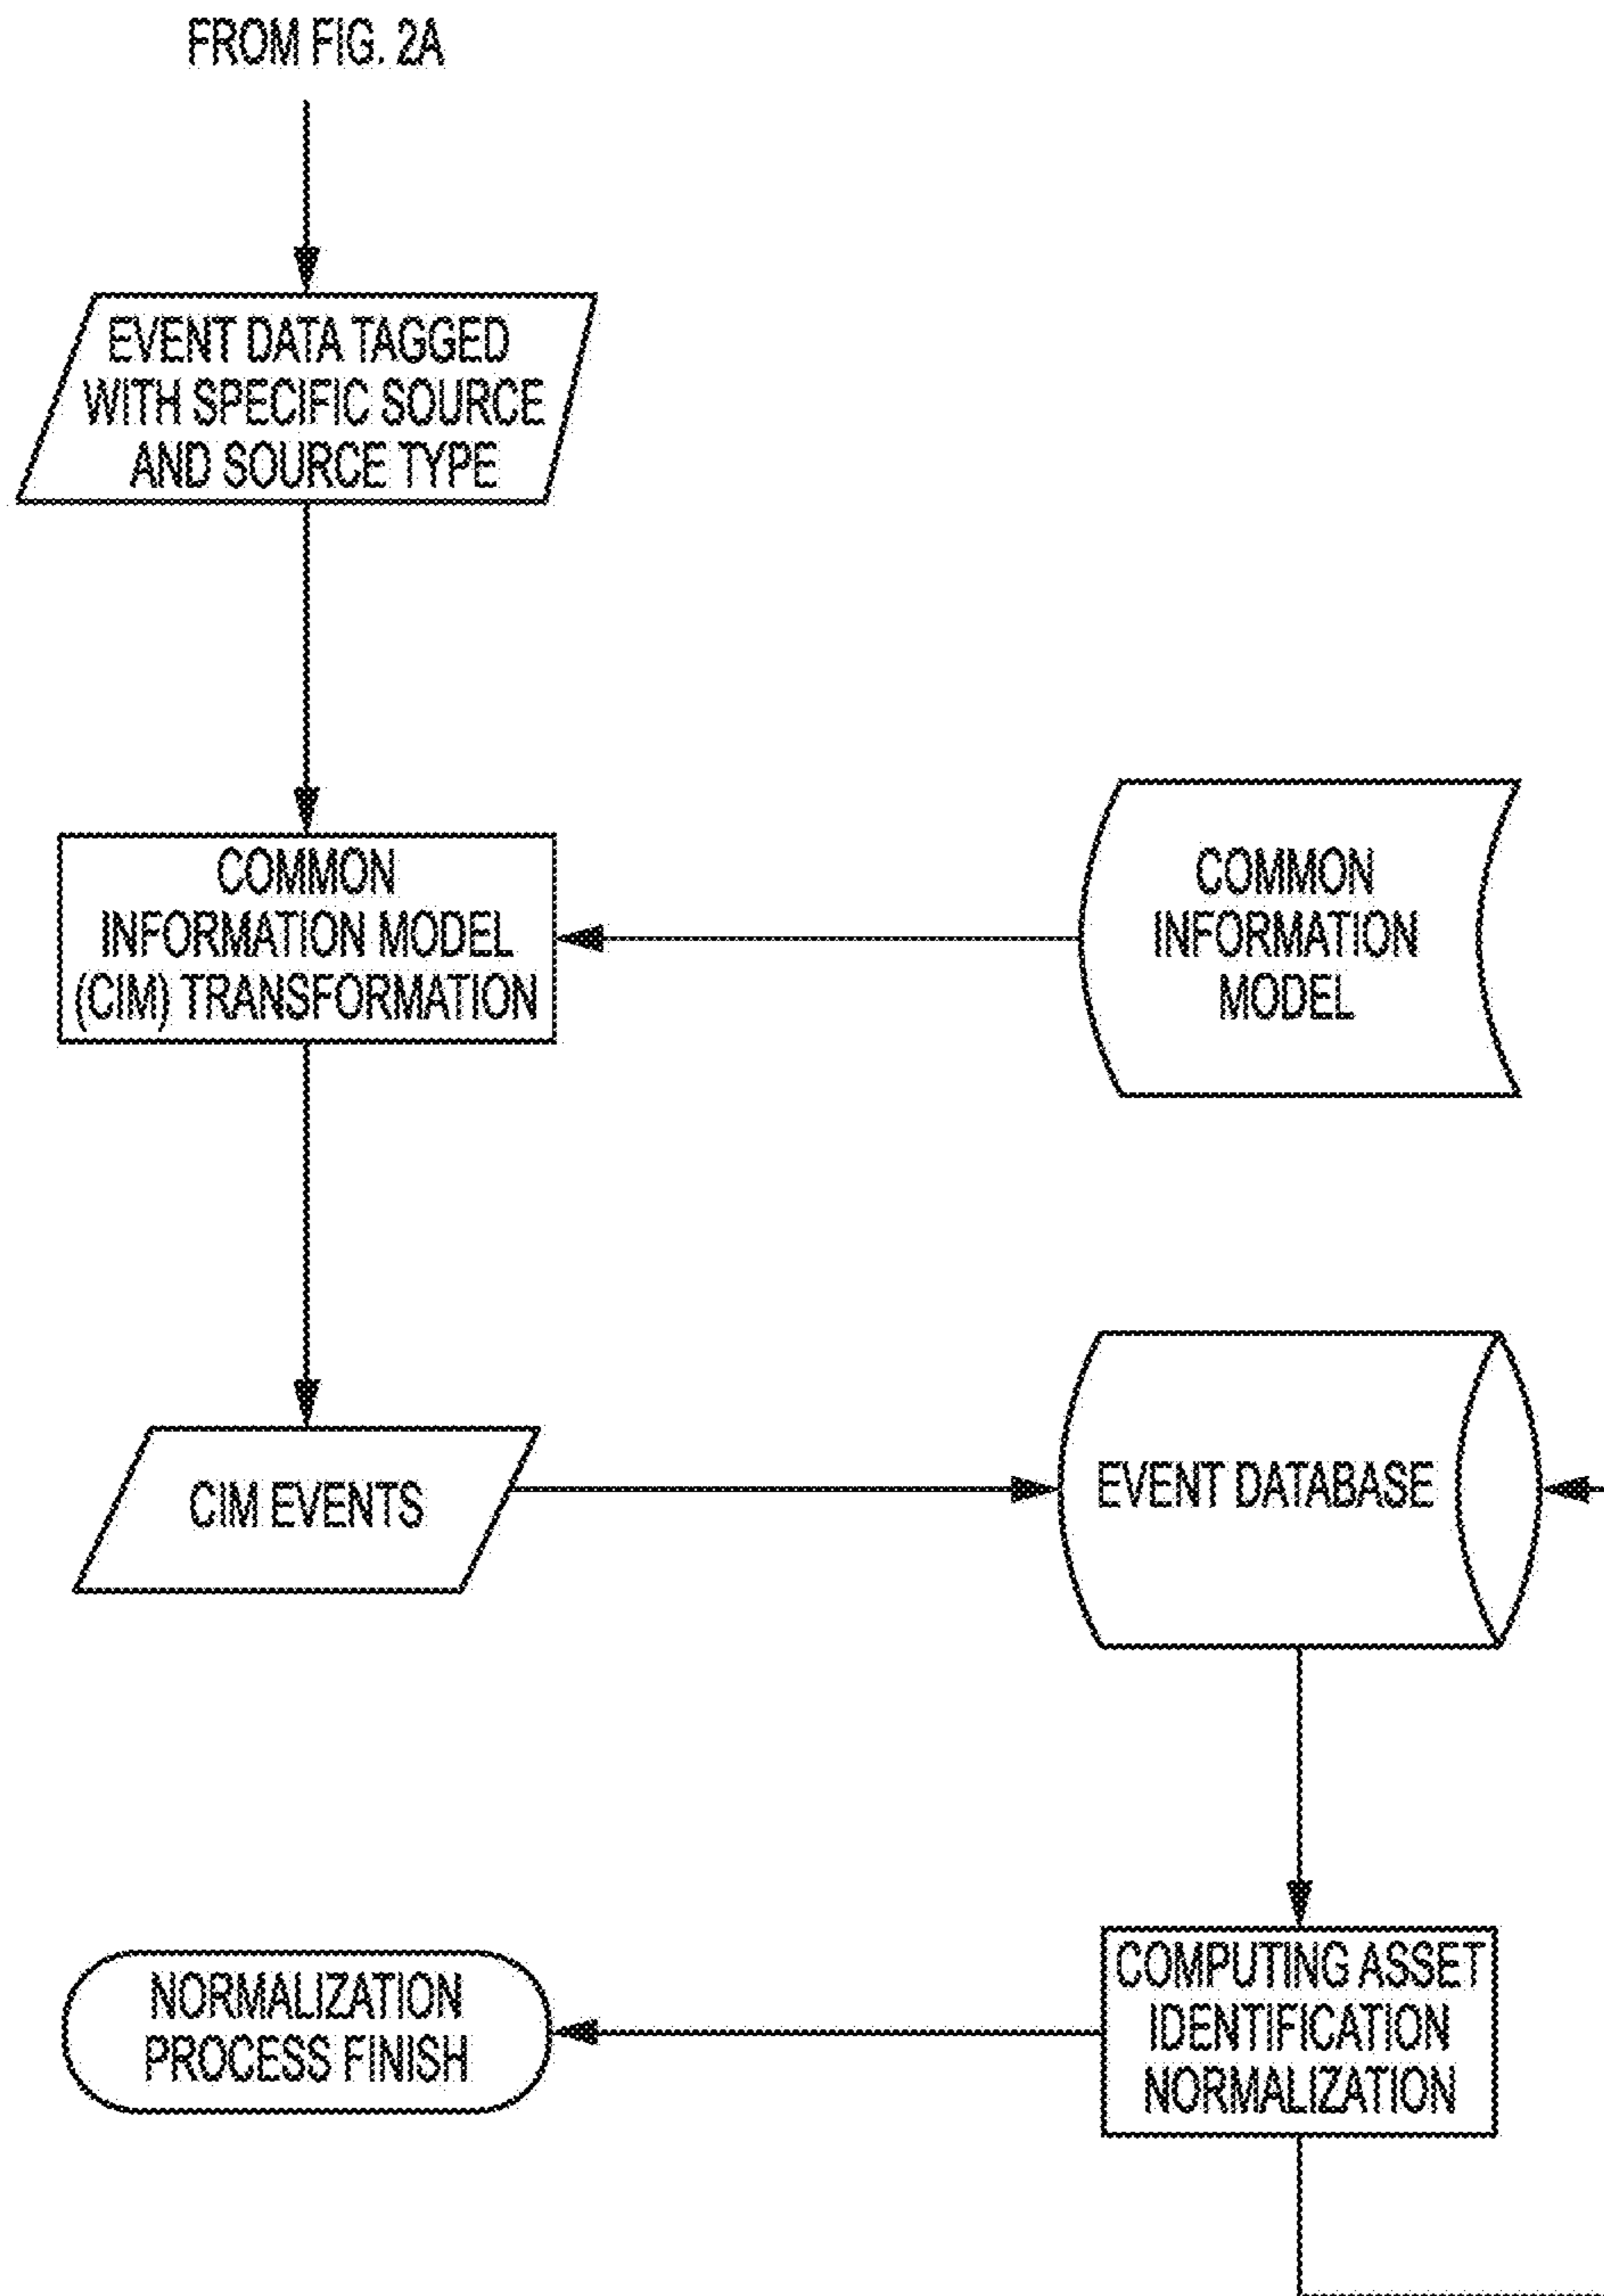 FROM FIG. 2A
EVENT DATA TAGGED
WITH SPECIFIC SOURCE
AND SOURCE TYPE
COMMON
INFORMATION MODEL
(CIM) TRANSFORMATION
COMMON
INFORMATION
MODEL
CIM EVENTS
EVENT DATABASE
NORMALIZATION
PROCESS FINISH
COMPUTING ASSET
IDENTIFICATION
NORMALIZATION